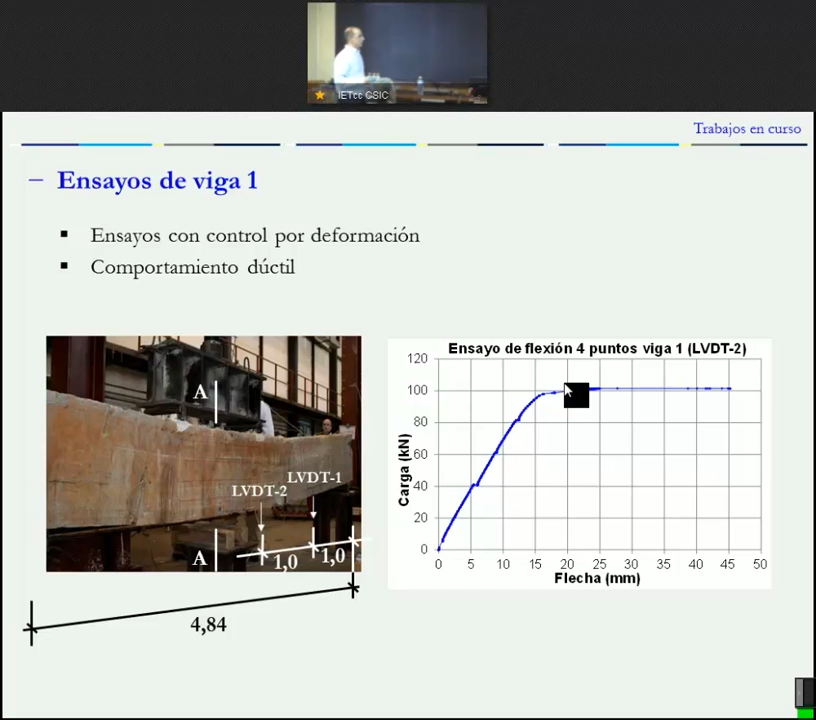 IETcc GSIC
Trabajos en curso
– Ensayos de viga 1
▪ Ensayos con control por deformación
▪ Comportamiento dúctil
A
LVDT-1
LVDT-2
A
1,0
1,0
4,84
Ensayo de flexión 4 puntos viga 1 (LVDT-2)
Carga (kN)
120
100
80
60
40
20
0
0 5 10 15 20 25 30 35 40 45 50
Flecha (mm)